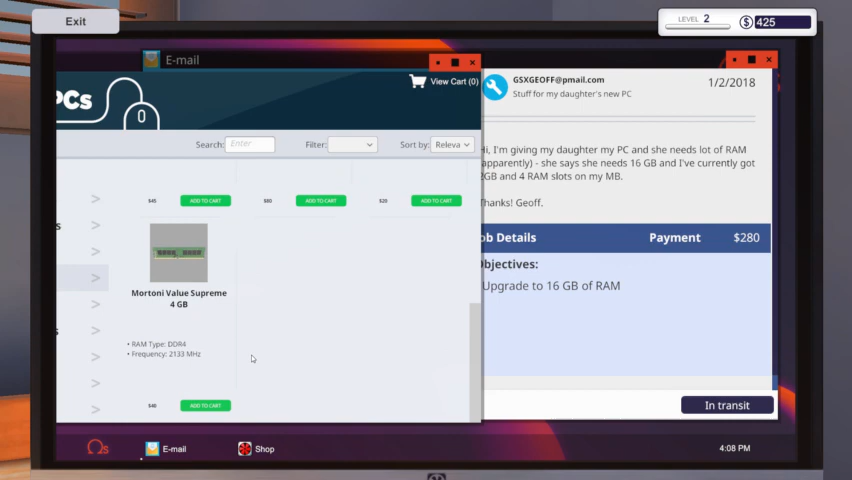 Exit
LEVEL 2
$ 425
E-mail
PCs
0
View Cart (0)
Search: Enter
Filter:
Sort by: Releva
$45 ADD TO CART
$80 ADD TO CART
$20 ADD TO CART
s
Mortoni Value Supreme
4 GB
• RAM Type: DDR4
• Frequency: 2133 MHz
$40 ADD TO CART
GSXGEOFF@pmail.com
Stuff for my daughter's new PC
1/2/2018
Hi, I'm giving my daughter my PC and she needs lot of RAM
apparently) - she says she needs 16 GB and I've currently got
2GB and 4 RAM slots on my MB.
Thanks! Geoff.
ob Details Payment $280
Objectives:
Upgrade to 16 GB of RAM
In transit
Ωs
E-mail
Shop
4:08 PM